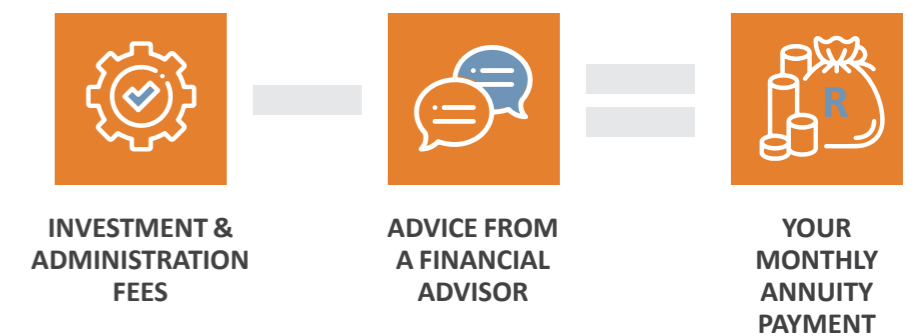 R
INVESTMENT &
ADMINISTRATION
FEES
ADVICE FROM
A FINANCIAL
ADVISOR
YOUR
MONTHLY
ANNUITY
PAYMENT